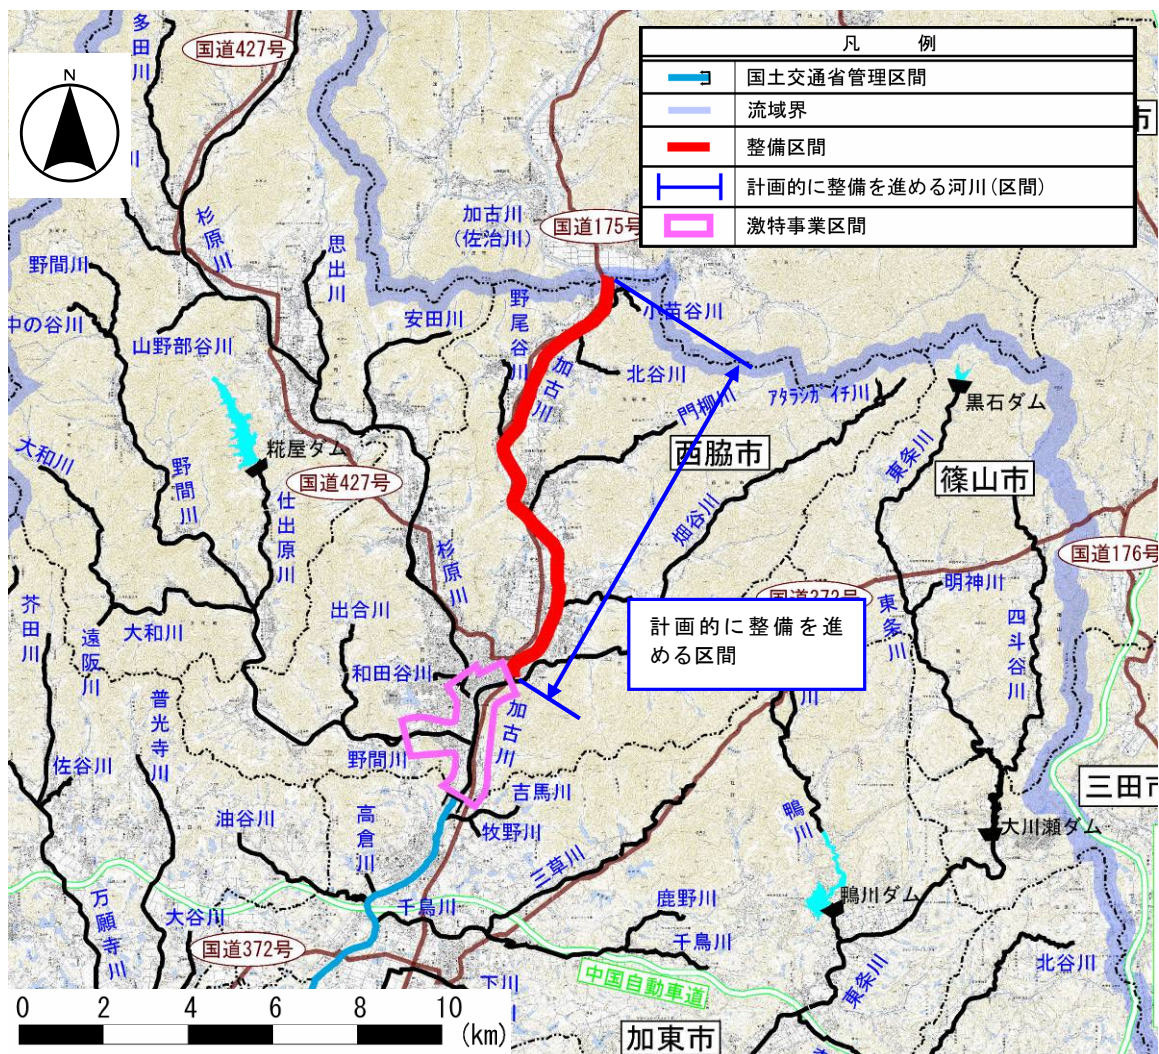 多田川
国道427号
N
川
凡 例
国土交通省管理区間
流域界
整備区間
計画的に整備を進める河川(区間)
激特事業区間
市
杉原川
思出川
加古川
(佐治川)
国道175号
野間川
中の谷川
山野部谷川
安田川
野尾谷川
加古川
小苗谷川
北谷川
門柳川
アタラシカイチ川
黒石ダム
西脇市
東条川
篠山市
糀屋ダム
国道427号
大和川
野間川
仕出原川
畑谷川
国道176号
杉原川
国道372号
明神川
芥田川
遠阪川
大和川
出合川
計画的に整備を進
める区間
東条川
四斗谷川
和田谷川
普光寺川
加古川
川
野間川
佐谷川
吉馬川
三田市
油谷川
高倉川
牧野川
鴨川
大川瀬ダム
三草川
万願寺川
大谷川
千鳥川
鹿野川
鴨川ダム
国道372号
千鳥川
中国自動車道
東条川
北谷川
下川
川
0 2 4 6 8 10
(km)
加東市